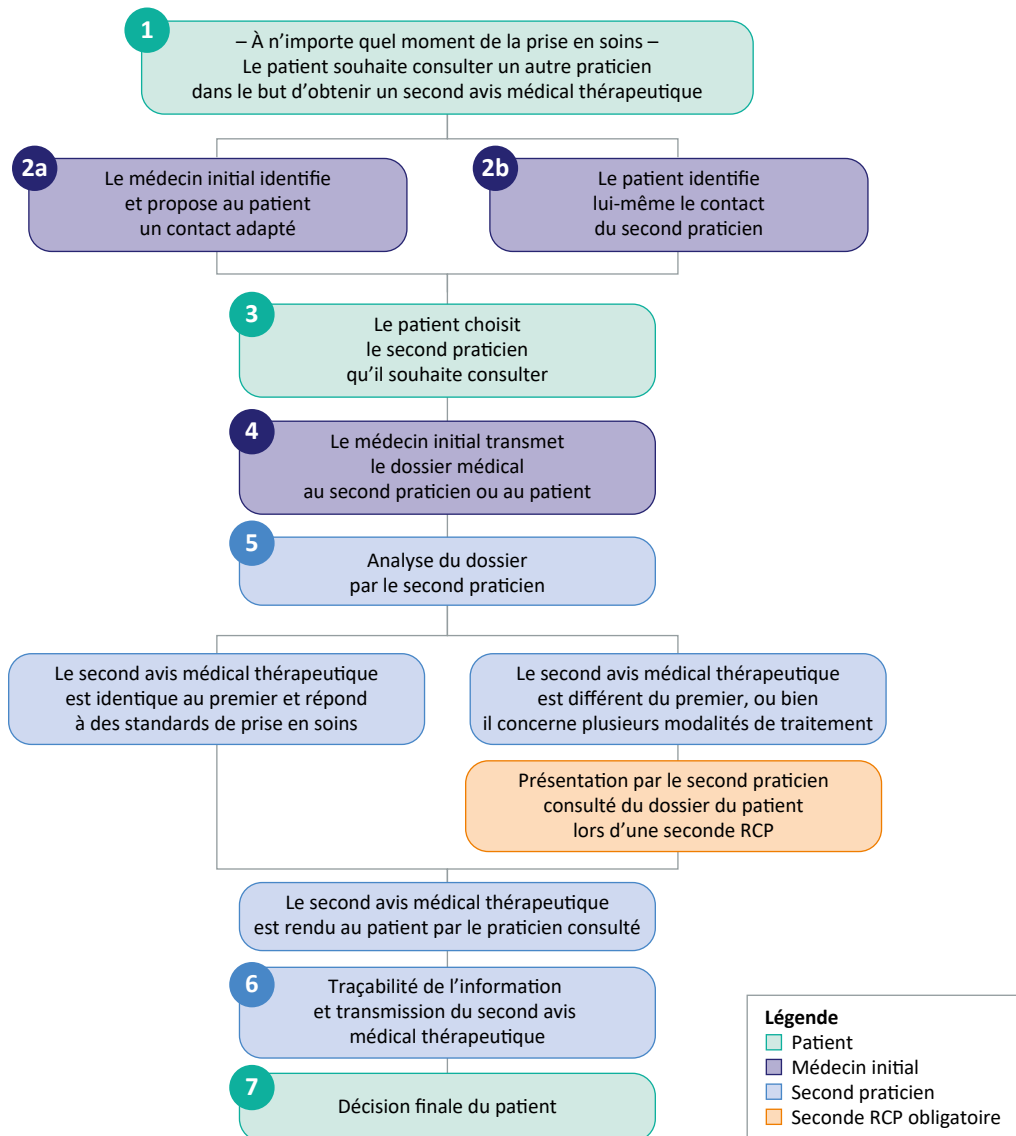 1
– À n’importe quel moment de la prise en soins –
Le patient souhaite consulter un autre praticien
dans le but d’obtenir un second avis médical thérapeutique
2a
Le médecin initial identifie
et propose au patient
un contact adapté
2b
Le patient identifie
lui-même le contact
du second praticien
3
Le patient choisit
le second praticien
qu’il souhaite consulter
4
Le médecin initial transmet
le dossier médical
au second praticien ou au patient
5
Analyse du dossier
par le second praticien
Le second avis médical thérapeutique
est identique au premier et répond
à des standards de prise en soins
Le second avis médical thérapeutique
est différent du premier, ou bien
il concerne plusieurs modalités de traitement
Présentation par le second praticien
consulté du dossier du patient
lors d’une seconde RCP
Le second avis médical thérapeutique
est rendu au patient par le praticien consulté
6
Traçabilité de l’information
et transmission du second avis
médical thérapeutique
7
Décision finale du patient
Légende
Patient
Médecin initial
Second praticien
Seconde RCP obligatoire